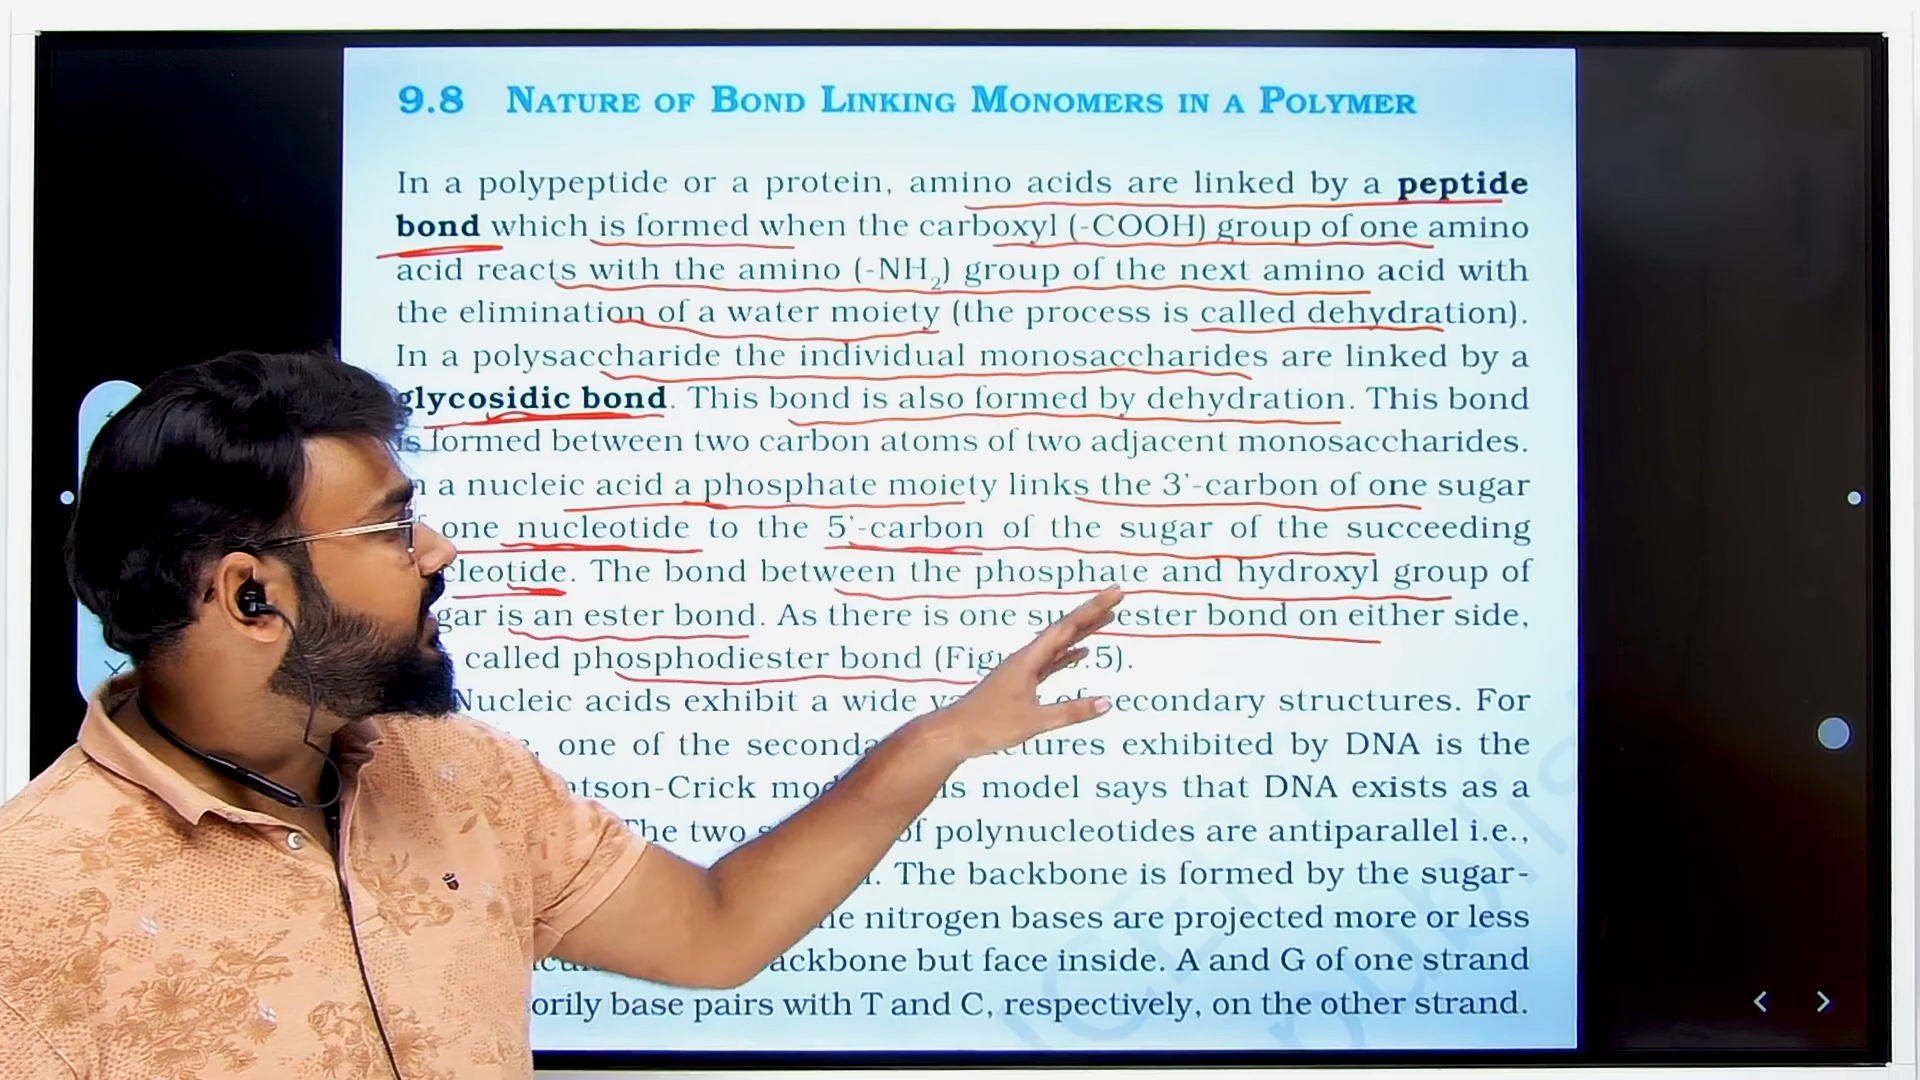 9.8 NATURE OF BOND LINKING MONOMERS IN A POLYMER
In a polypeptide or a protein, amino acids are linked by a peptide
bond which is formed when the carboxyl (-COOH) group of one amino
acid reacts with the amino (-NH2) group of the next amino acid with
the elimination of a water moiety (the process is called dehydration).
In a polysaccharide the individual monosaccharides are linked by a
glycosidic bond. This bond is also formed by dehydration. This bond
is formed between two carbon atoms of two adjacent monosaccharides.
a nucleic acid a phosphate moiety links the 3'-carbon of one sugar
one nucleotide to the 5'-carbon of the sugar of the succeeding
cleotide. The bond between the phosphate and hydroxyl group of
gar is an ester bond. As there is one ester bond on either side,
called phosphodiester bond (Fig .5).
Nucleic acids exhibit a wide of secondary structures. For
one of the exhibited by DNA is the
atson-Crick model says that DNA exists as a
The two of polynucleotides are antiparallel i.e.,
The backbone is formed by the sugar-
nitrogen bases are projected more or less
ackbone but face inside. A and G of one strand
orily base pairs with T and C, respectively, on the other strand.